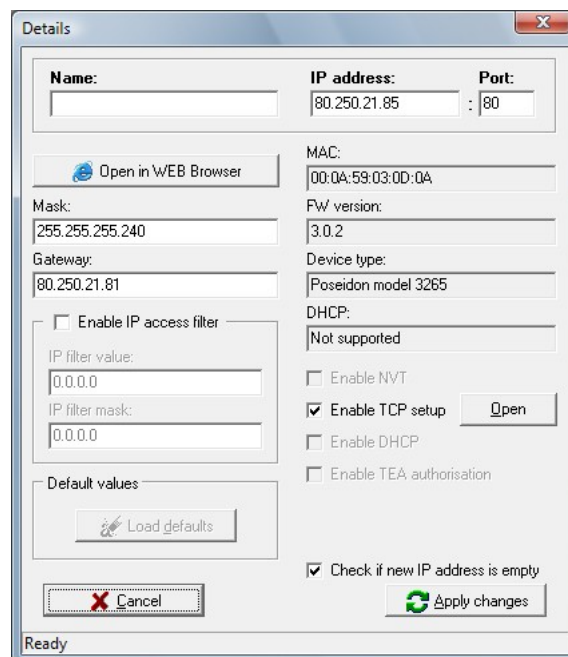 Details
Name:
IP address:
Port:
80.250.21.85
:
80
Open in WEB Browser
MAC:
00:0A:59:03:0D:0A
Mask:
255.255.255.240
FW version:
3.0.2
Gateway:
80.250.21.81
Device type:
Poseidon model 3265
DHCP:
Not supported
Enable IP access filter
IP filter value:
0.0.0.0
IP filter mask:
0.0.0.0
Enable NVT
Enable TCP setup
Open
Enable DHCP
Enable TEA authorisation
Default values
Load defaults
Check if new IP address is empty
Cancel
Apply changes
Ready